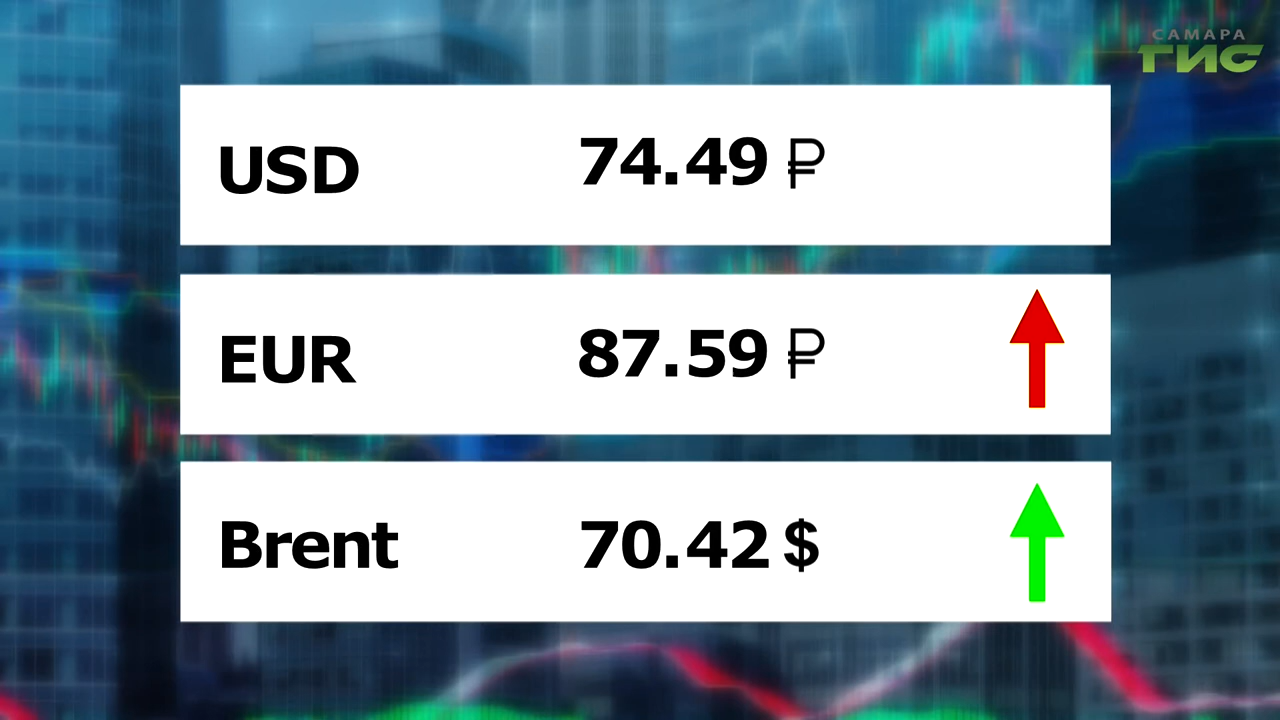 САМАРА
ГИС
USD 74.49 ₽
EUR 87.59 ₽
Brent 70.42 $